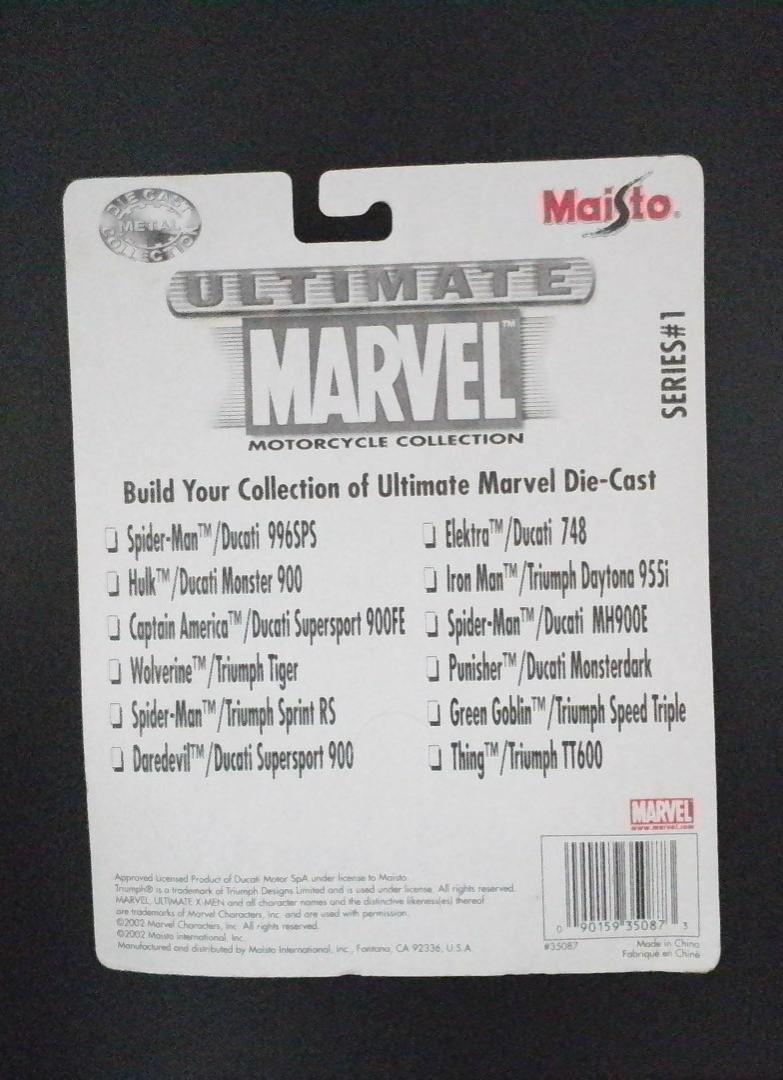 DIE CAST
METAL
COLLECTION
Maisto®
ULTIMATE
MARVEL™
MOTORCYCLE COLLECTION
SERIES#1
Build Your Collection of Ultimate Marvel Die-Cast
Spider-Man™/Ducati 996SPS
Hulk™/Ducati Monster 900
Captain America™/Ducati Supersport 900FE
Wolverine™/Triumph Tiger
Spider-Man™/Triumph Sprint RS
Daredevil™/Ducati Supersport 900
Elektra™/Ducati 748
Iron Man™/Triumph Daytona 955i
Spider-Man™/Ducati MH900E
Punisher™/Ducati Monsterdark
Green Goblin™/Triumph Speed Triple
Thing™/Triumph TT600
MARVEL
www.marvel.com
Approved Licensed Product of Ducati Motor SpA under license to Maisto
Triumph® is a trademark of Triumph Designs Limited and is used under license. All rights reserved.
MARVEL, ULTIMATE X-MEN and all character names and the distinctive likeness(es) thereof
are trademarks of Marvel Characters, Inc. and are used with permission.
©2002 Marvel Characters, Inc. All rights reserved.
©2002 Maisto International, Inc.
Manufactured and distributed by Maisto International, Inc., Fontana, CA 92336, U.S.A.
0 90159 35087 3
#35087
Made in China
Fabriqué en Chine